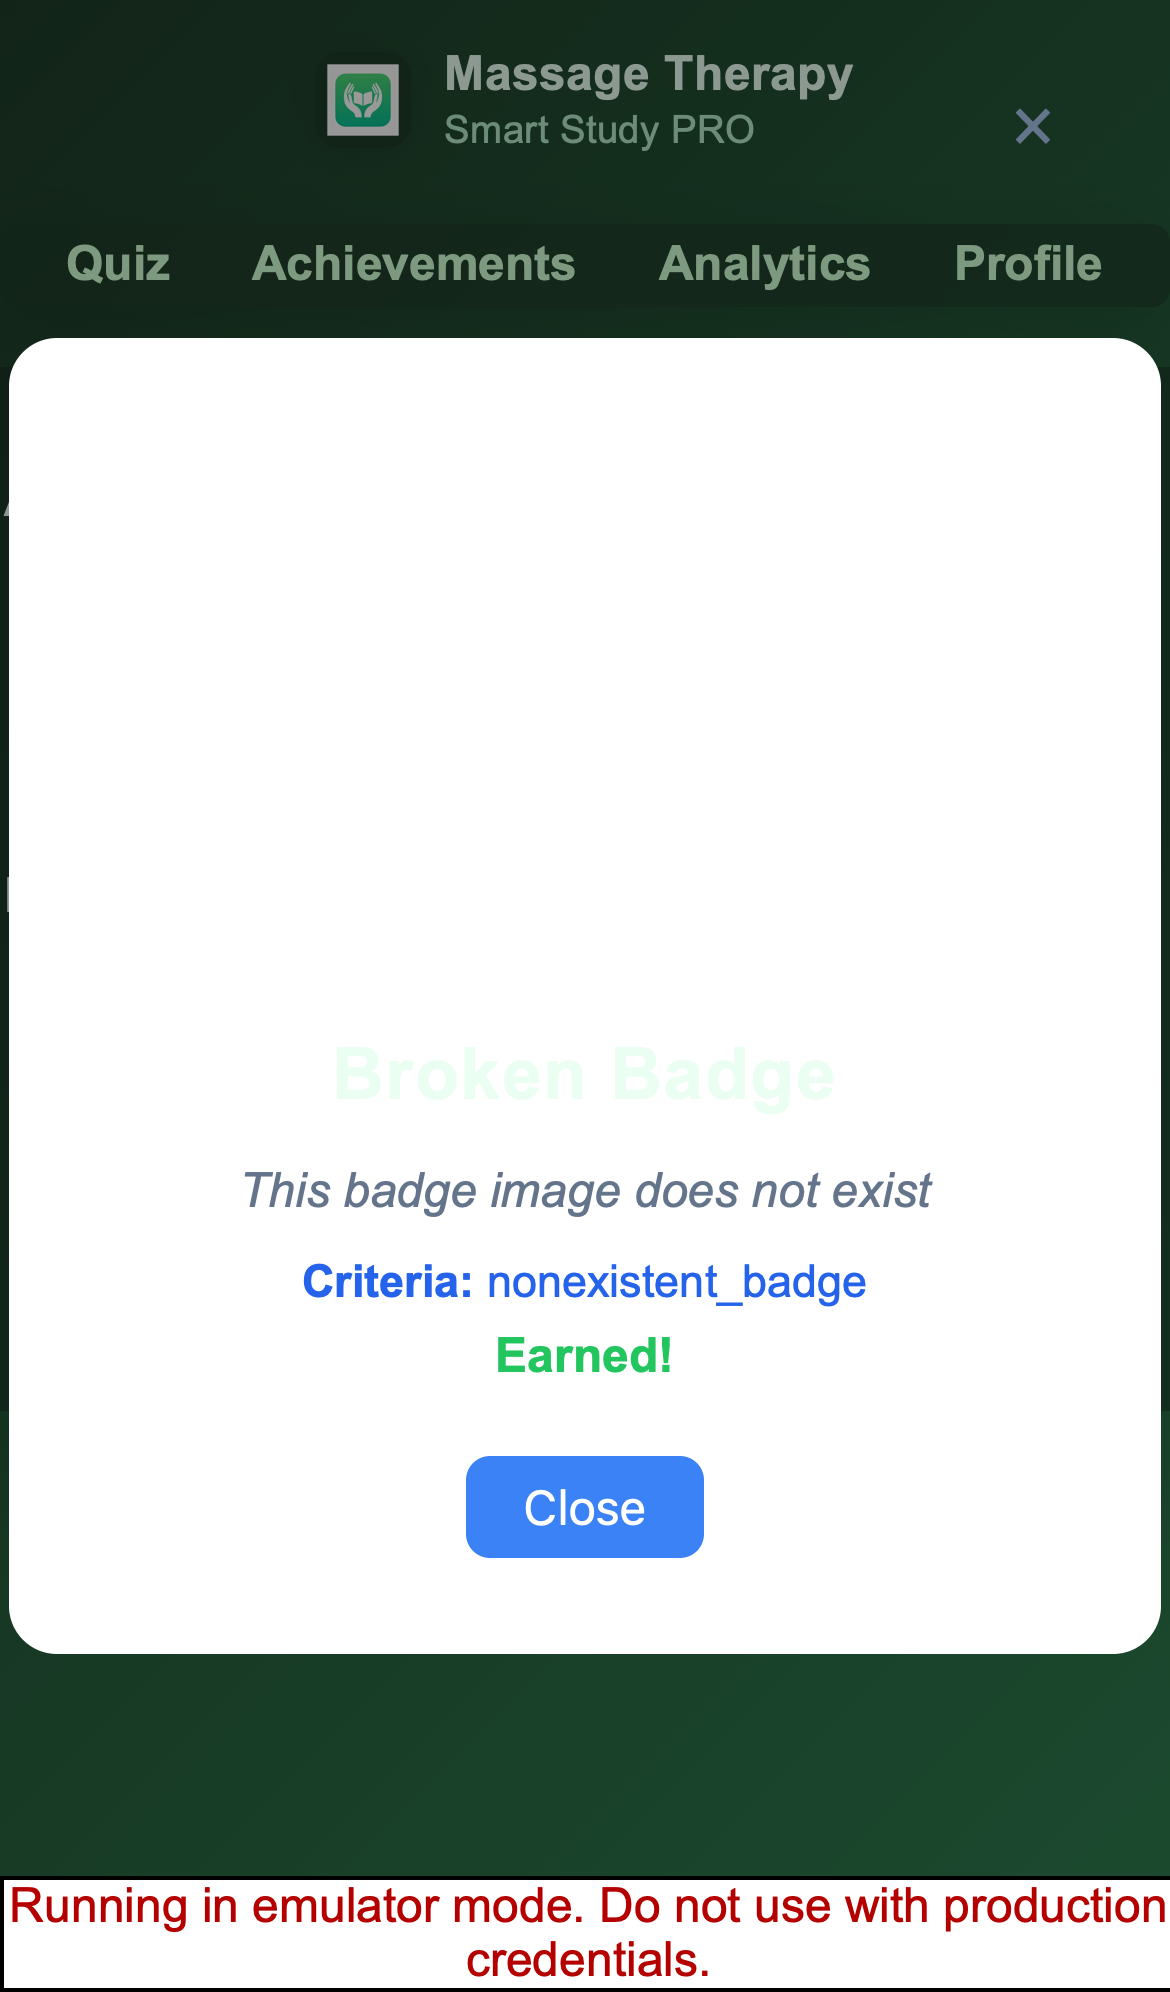 Massage Therapy
Smart Study PRO
×
Quiz Achievements Analytics Profile
Broken Badge
This badge image does not exist
Criteria: nonexistent_badge
Earned!
Close
Running in emulator mode. Do not use with production
credentials.